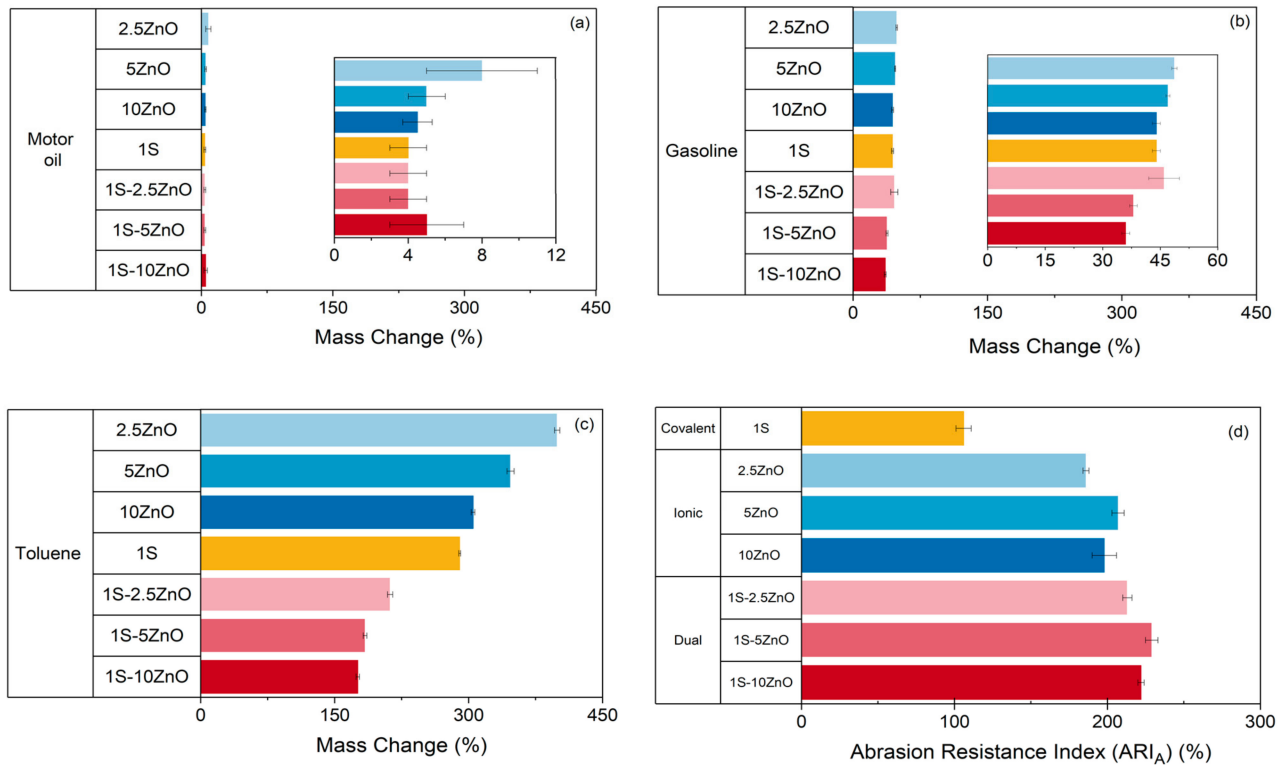 (a)
Motor
oil
2.5ZnO
5ZnO
10ZnO
1S
1S-2.5ZnO
1S-5ZnO
1S-10ZnO
0 4 8 12
0 150 300 450
Mass Change (%)
(b)
Gasoline
2.5ZnO
5ZnO
10ZnO
1S
1S-2.5ZnO
1S-5ZnO
1S-10ZnO
0 15 30 45 60
0 150 300 450
Mass Change (%)
(c)
Toluene
2.5ZnO
5ZnO
10ZnO
1S
1S-2.5ZnO
1S-5ZnO
1S-10ZnO
0 150 300 450
Mass Change (%)
(d)
Covalent 1S
Ionic
2.5ZnO
5ZnO
10ZnO
Dual
1S-2.5ZnO
1S-5ZnO
1S-10ZnO
0 100 200 300
Abrasion Resistance Index (ARI_A) (%)